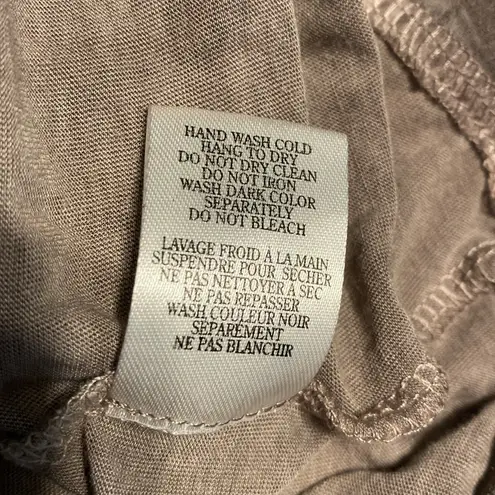 HAND WASH COLD
HANG TO DRY
DO NOT DRY CLEAN
DO NOT IRON
WASH DARK COLOR
SEPARATELY
DO NOT BLEACH
LAVAGE FROID À LA MAIN
SUSPENDRE POUR SÉCHER
NE PAS NETTOYER A SEC
NE PAS REPASSER
WASH COULEUR NOIR
SÉPARÉMENT
NE PAS BLANCHIR